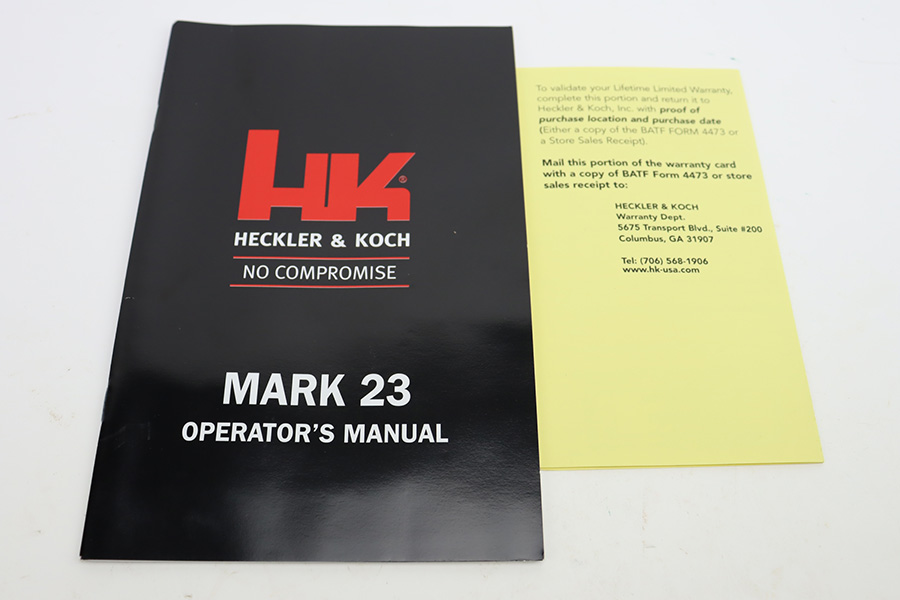 HK®
HECKLER & KOCH
NO COMPROMISE
MARK 23
OPERATOR'S MANUAL
To validate your Lifetime Limited Warranty,
complete this portion and return it to
Heckler & Koch, Inc. with proof of
purchase location and purchase date
(Either a copy of the BATF FORM 4473 or
a Store Sales Receipt).
Mail this portion of the warranty card
with a copy of BATF Form 4473 or store
sales receipt to:
HECKLER & KOCH
Warranty Dept.
5675 Transport Blvd., Suite #200
Columbus, GA 31907
Tel: (706) 568-1906
www.hk-usa.com